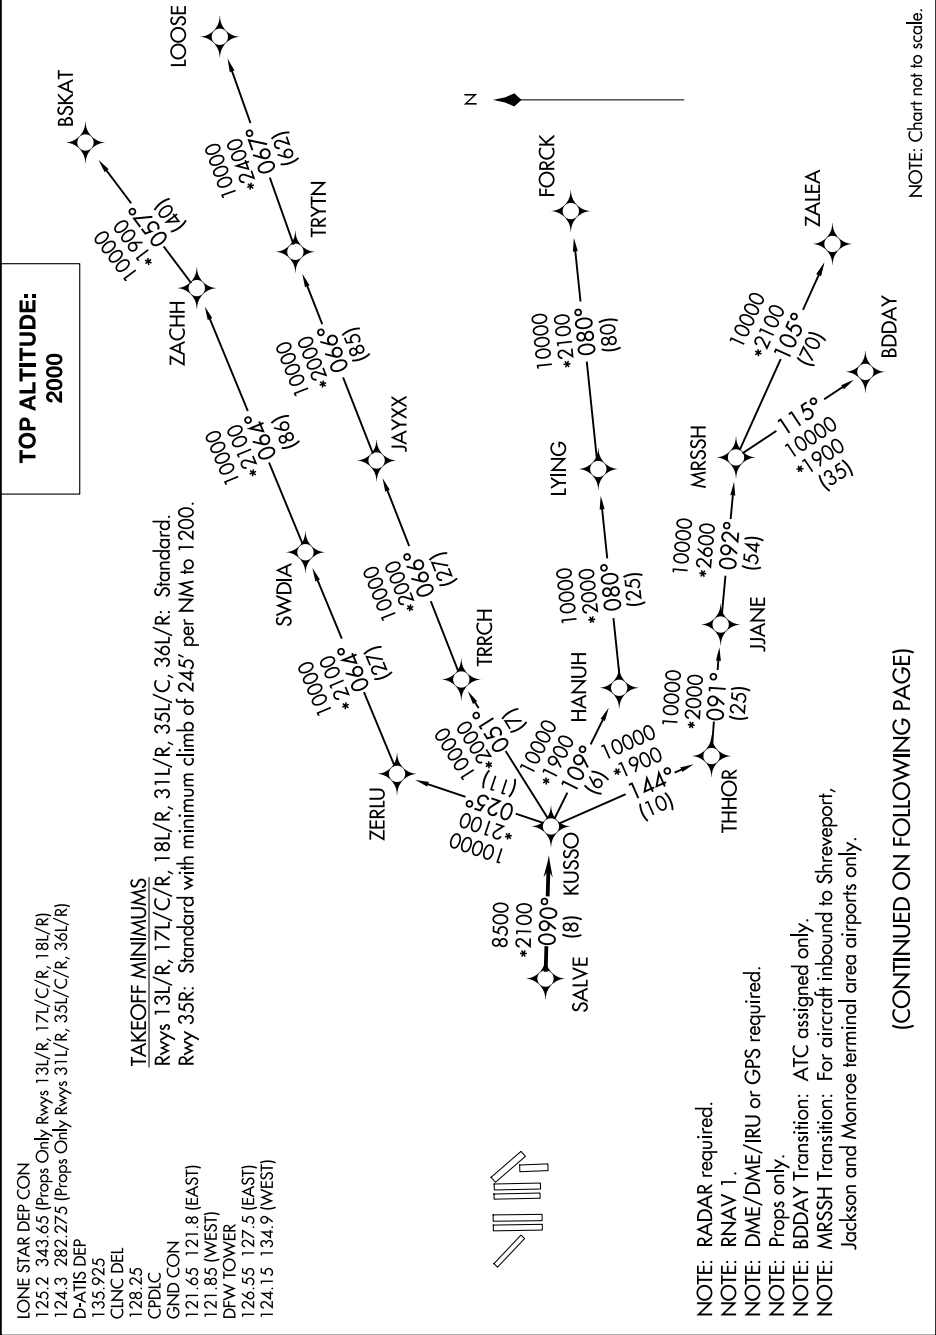 LONE STAR DEP CON
125.2 343.65 (Props Only Rwys 13L/R, 17L/C/R, 18L/R)
124.3 282.275 (Props Only Rwys 31L/R, 35L/C/R, 36L/R)
D-ATIS DEP
135.925
CLNC DEL
128.25
CPDLC
GND CON
121.65 121.8 (EAST)
121.85 (WEST)
DFW TOWER
126.55 127.5 (EAST)
124.15 134.9 (WEST)
TAKEOFF MINIMUMS
Rwys 13L/R, 17L/C/R, 18L/R, 31L/R, 35L/C, 36L/R: Standard.
Rwy 35R: Standard with minimum climb of 245' per NM to 1200.
TOP ALTITUDE:
2000
BSKAT
LOOSE
10000
*1900
057°
(40)
ZACHH
10000
*2400
067°
(62)
TRYTN
10000
*2100
064°
(86)
SWDIA
10000
*2000
066°
(85)
JAYXX
10000
*2100
064°
(27)
ZERLU
10000
*2000
066°
(27)
TRRCH
N
FORCK
10000
*2100
080°
(80)
LYING
10000
*2000
080°
(25)
HANUH
ZALEA
10000
*2100
105°
(70)
BDDAY
115°
10000
*1900
(35)
MRSSH
10000
*2600
092°
(54)
JJANE
10000
*2000
091°
(25)
THHOR
10000
*2100
025°
(11)
10000
*2000
051°
(7)
10000
*1900
109°
(6)
10000
*1900
144°
(10)
KUSSO
8500
*2100
090°
(8)
SALVE
NOTE: RADAR required.
NOTE: RNAV 1.
NOTE: DME/DME/IRU or GPS required.
NOTE: Props only.
NOTE: BDDAY Transition: ATC assigned only.
NOTE: MRSSH Transition: For aircraft inbound to Shreveport,
Jackson and Monroe terminal area airports only.
(CONTINUED ON FOLLOWING PAGE)
NOTE: Chart not to scale.